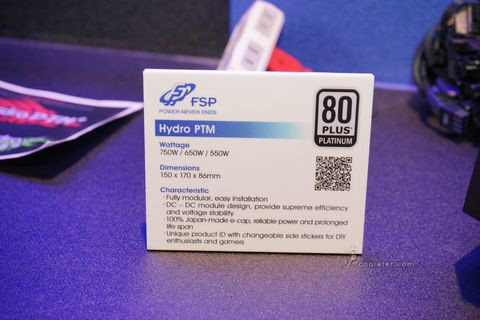 FSP
POWER NEVER ENDS
80
PLUS®
PLATINUM
Hydro PTM
Wattage
750W / 650W / 550W
Dimensions
150 x 170 x 86mm
Characteristic
· Fully modular, easy installation
· DC – DC module design, provide supreme efficiency
and voltage stability
· 100% Japan-made e-cap, reliable power and prolonged
life span
· Unique product ID with changeable side stickers for DIY
enthusiasts and gamers
dro PTM
coolaler.com